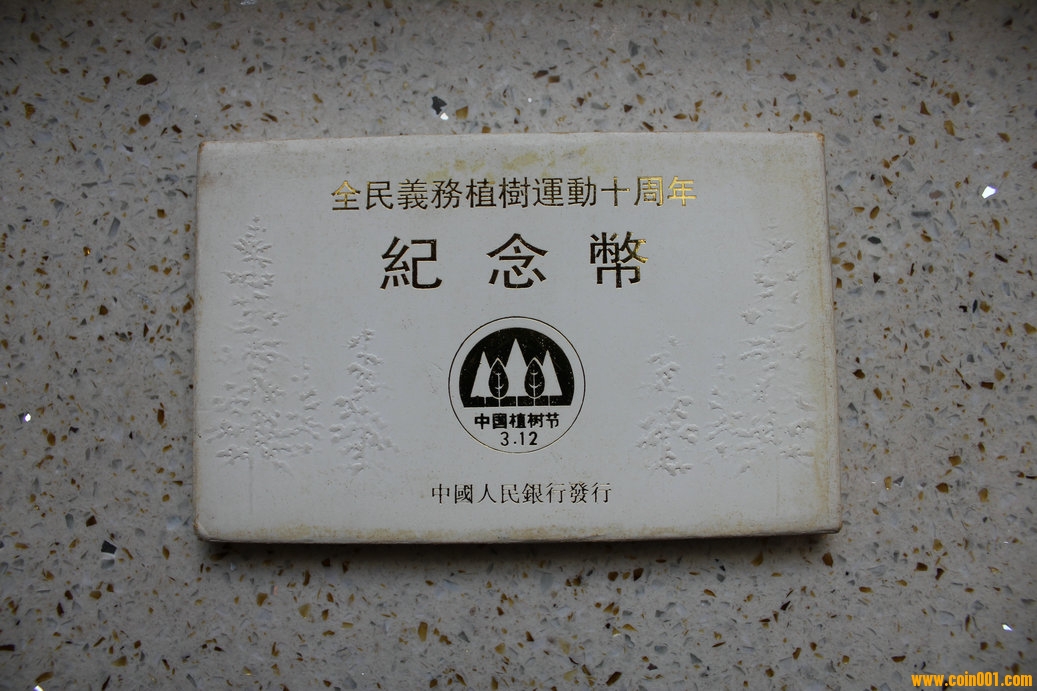 全民義務植樹運動十周年
紀念幣
中國植树节
3.12
中國人民銀行發行
www.coin001.com